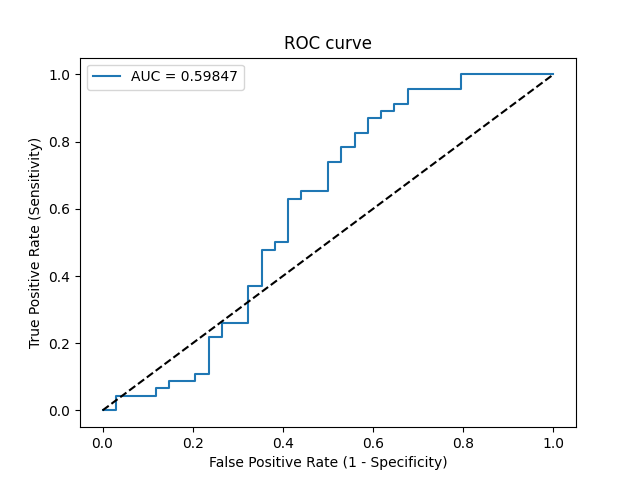 ROC curve
AUC = 0.59847
True Positive Rate (Sensitivity)
1.0
0.8
0.6
0.4
0.2
0.0
0.0 0.2 0.4 0.6 0.8 1.0
False Positive Rate (1 - Specificity)